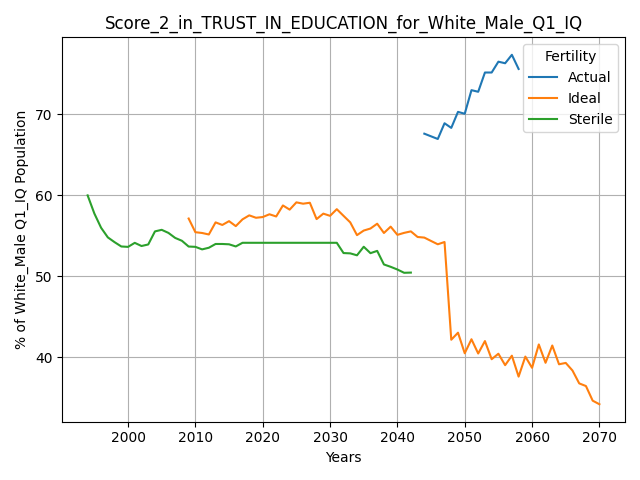 Score_2_in_TRUST_IN_EDUCATION_for_White_Male_Q1_IQ
Fertility
Actual
Ideal
Sterile
% of White_Male Q1_IQ Population
70
60
50
40
2000 2010 2020 2030 2040 2050 2060 2070
Years